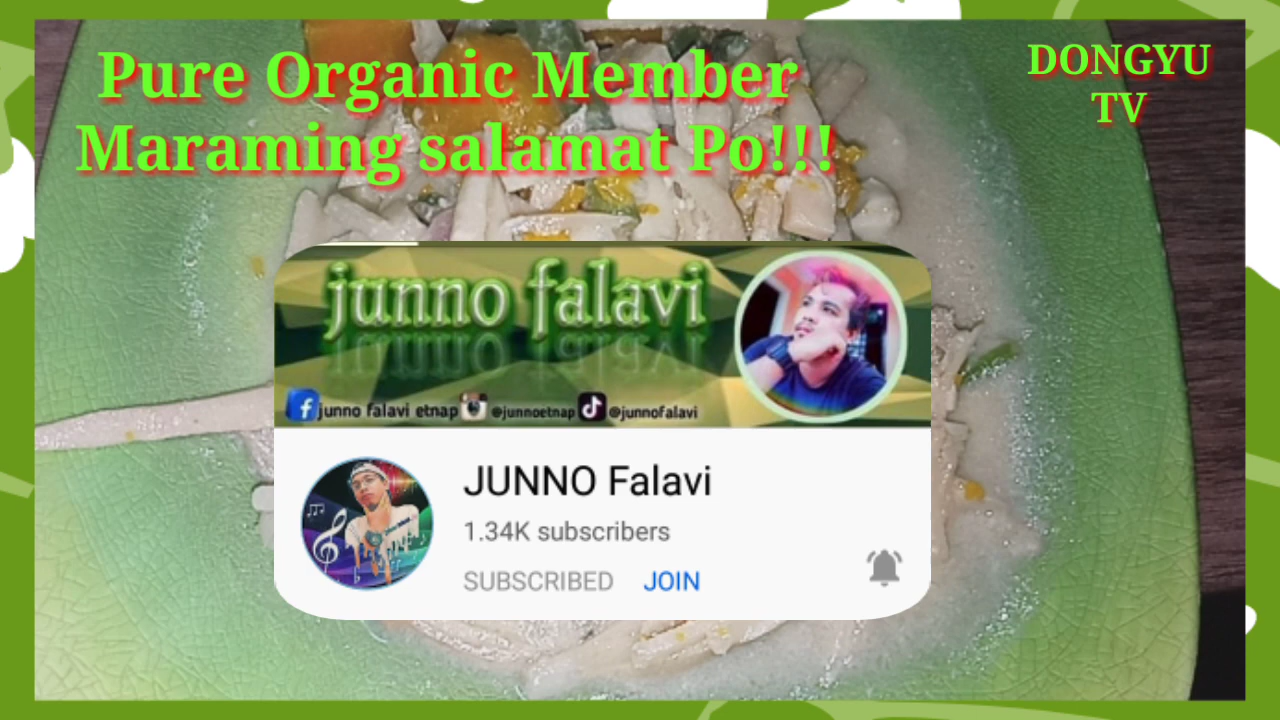 Pure Organic Member
Maraming salamat Po!!!
DONGYU
TV
junno falavi
junno falavi etnap @junnoetnap @junnofalavi
JUNNO Falavi
1.34K subscribers
SUBSCRIBED JOIN